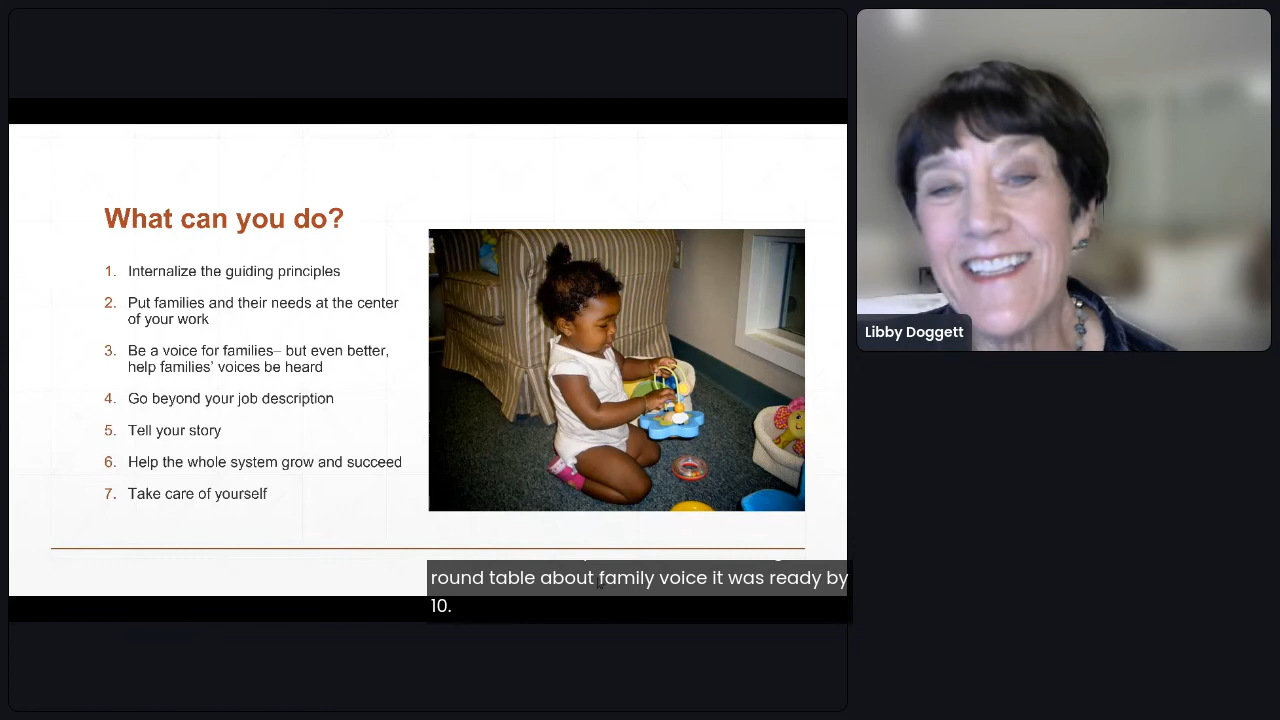 What can you do?
1. Internalize the guiding principles
2. Put families and their needs at the center
of your work
3. Be a voice for families– but even better,
help families’ voices be heard
4. Go beyond your job description
5. Tell your story
6. Help the whole system grow and succeed
7. Take care of yourself
round table about family voice it was ready by
10.
Libby Doggett